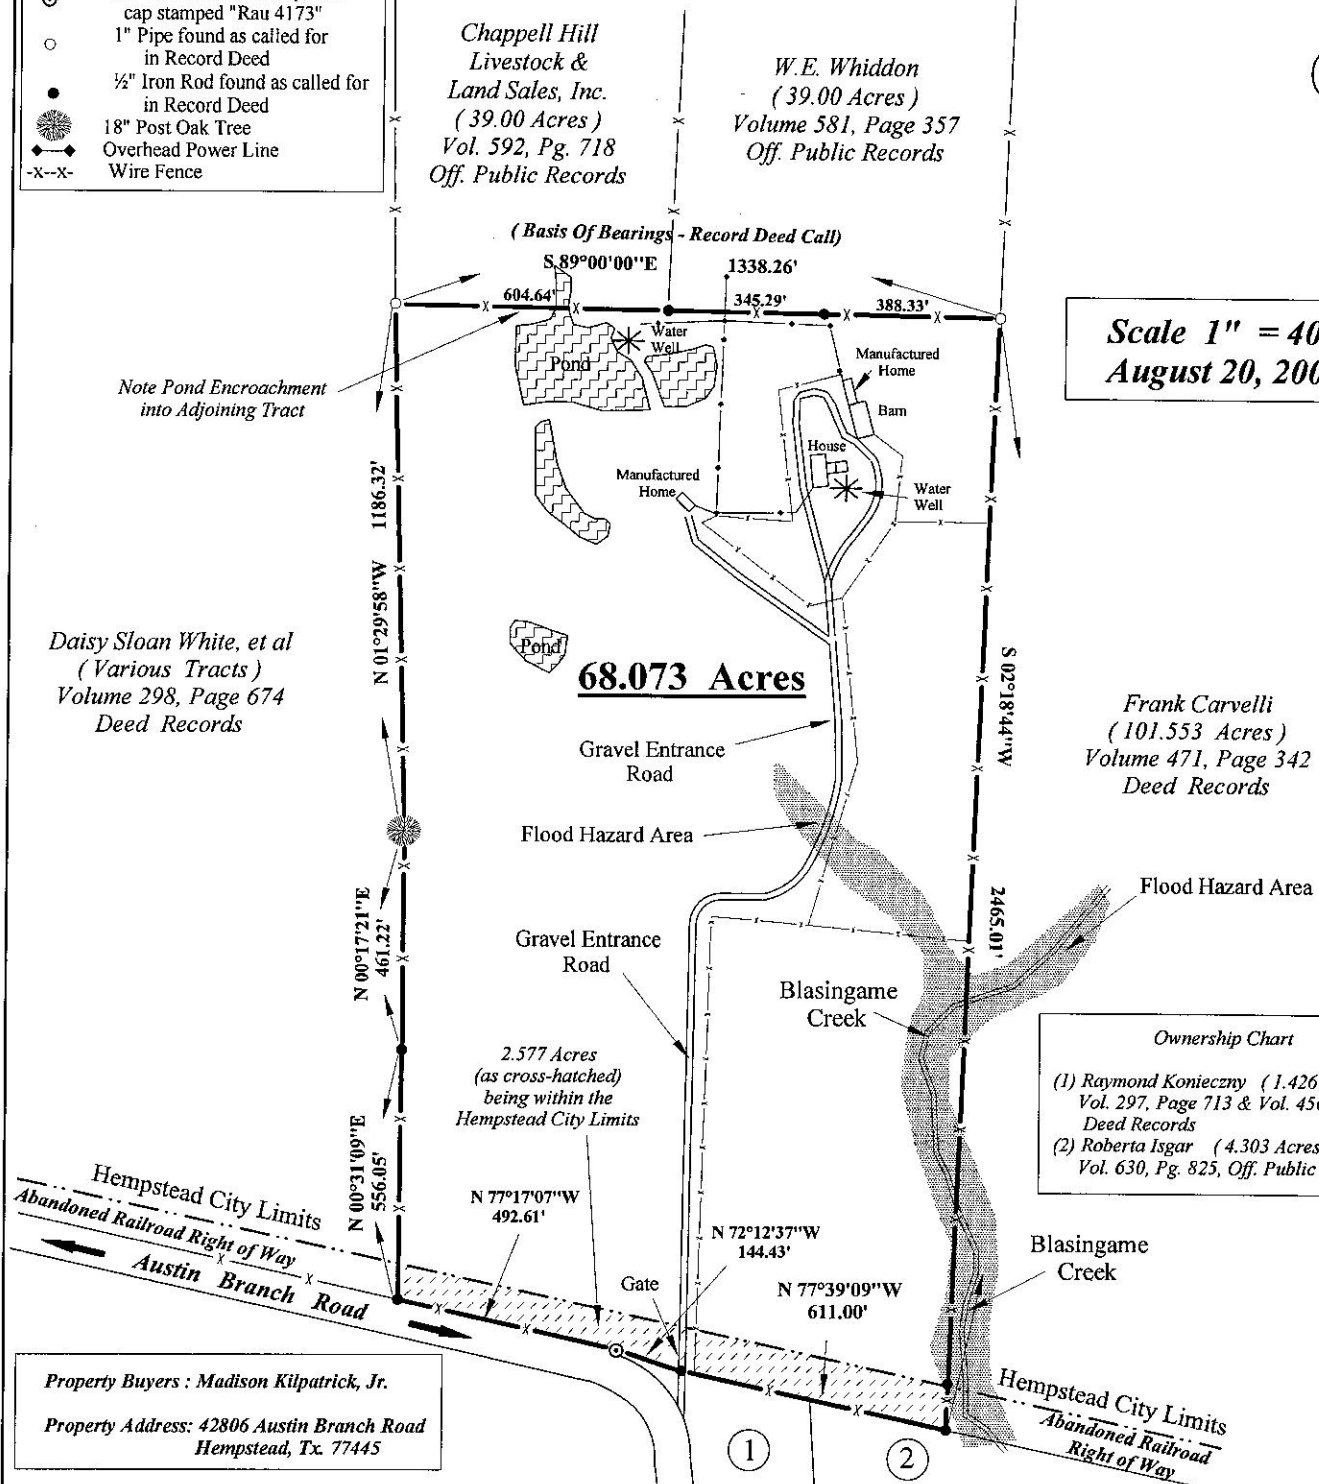 cap stamped "Rau 4173"
1" Pipe found as called for
in Record Deed
½" Iron Rod found as called for
in Record Deed
18" Post Oak Tree
Overhead Power Line
-x--x- Wire Fence
Chappell Hill
Livestock &
Land Sales, Inc.
( 39.00 Acres )
Vol. 592, Pg. 718
Off. Public Records
W.E. Whiddon
( 39.00 Acres )
Volume 581, Page 357
Off. Public Records
( Basis Of Bearings - Record Deed Call)
S 89°00'00"E 1338.26'
604.64' 345.29' 388.33'
Scale 1" = 40
August 20, 200
Water
Well
Pond
Note Pond Encroachment
into Adjoining Tract
Manufactured
Home
Barn
House
Manufactured
Home
Water
Well
N 01°29'58"W 1186.32'
Daisy Sloan White, et al
( Various Tracts )
Volume 298, Page 674
Deed Records
Pond
68.073 Acres
S 02°18'44"W
2465.01'
Frank Carvelli
( 101.553 Acres )
Volume 471, Page 342
Deed Records
Gravel Entrance
Road
Flood Hazard Area
Flood Hazard Area
N 00°17'21"E
461.22'
Gravel Entrance
Road
Blasingame
Creek
Ownership Chart
(1) Raymond Konieczny ( 1.426
Vol. 297, Page 713 & Vol. 45
Deed Records
(2) Roberta Isgar ( 4.303 Acres
Vol. 630, Pg. 825, Off. Public
2.577 Acres
(as cross-hatched)
being within the
Hempstead City Limits
N 00°31'09"E
556.05'
Hempstead City Limits
Abandoned Railroad Right of Way
Austin Branch Road
N 77°17'07"W
492.61'
N 72°12'37"W
144.43'
Gate
N 77°39'09"W
611.00'
Blasingame
Creek
Hempstead City Limits
Abandoned Railroad
Right of Way
Property Buyers : Madison Kilpatrick, Jr.
Property Address: 42806 Austin Branch Road
Hempstead, Tx. 77445
1
2